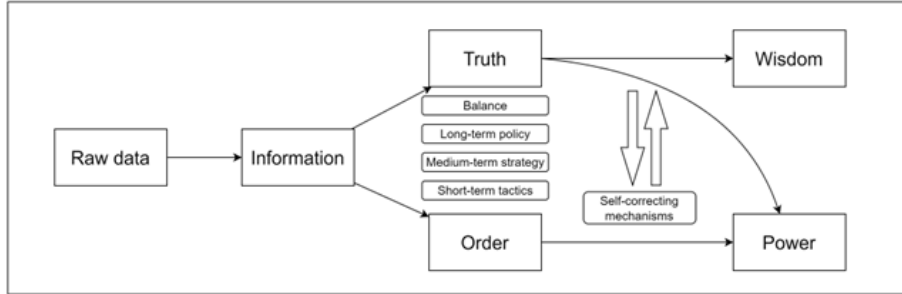 Truth
Wisdom
Balance
Long-term policy
Raw data
Information
Medium-term strategy
Short-term tactics
Self-correcting
mechanisms
Order
Power